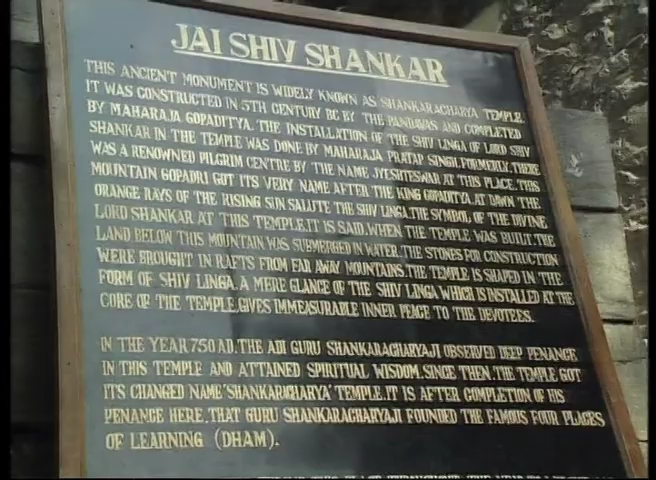 JAI SHIV SHANKAR
THIS ANCIENT MONUMENT IS WIDELY KNOWN AS SHANKARACHARYA TEMPLE.
IT WAS CONSTRUCTED IN 5TH CENTURY BC BY THE PANDAVAS AND COMPLETED
BY MAHARAJA GOPADITYA. THE INSTALLATION OF THE SHIV LINGA OF LORD SHIV
SHANKAR IN THE TEMPLE WAS DONE BY MAHARAJA PRATAP SINGH. FORMERLY, THERE
WAS A RENOWNED PILGRIM CENTRE BY THE NAME JYESHTESWAR AT THIS PLACE. THIS
MOUNTAIN GOPADRI GOT ITS VERY NAME AFTER THE KING GOPADITYA. AT DAWN THE
ORANGE RAYS OF THE RISING SUN SALUTE THE SHIV LINGA. THE SYMBOL OF THE DIVINE
LORD SHANKAR AT THIS TEMPLE. IT IS SAID. WHEN THE TEMPLE WAS BUILT. THE
LAND BELOW THIS MOUNTAIN WAS SUBMERGED IN WATER. THE STONES FOR CONSTRUCTION
WERE BROUGHT IN RAFTS FROM FAR AWAY MOUNTAINS. THE TEMPLE IS SHAPED IN THE
FORM OF SHIV LINGA. A MERE GLANCE OF THE SHIV LINGA WHICH IS INSTALLED AT THE
CORE OF THE TEMPLE. GIVES IMMEASURABLE INNER PEACE TO THE DEVOTEES.
IN THE YEAR. 750 AD. THE ADI GURU SHANKARACHARYAJI OBSERVED DEEP PENANCE
IN THIS TEMPLE AND ATTAINED SPIRITUAL WISDOM. SINCE THEN. THE TEMPLE GOT
ITS CHANGED NAME 'SHANKARACHARYA' TEMPLE. IT IS AFTER COMPLETION OF HIS
PENANCE HERE. THAT GURU SHANKARACHARYAJI FOUNDED THE FAMOUS FOUR PLACES
OF LEARNING (DHAM).